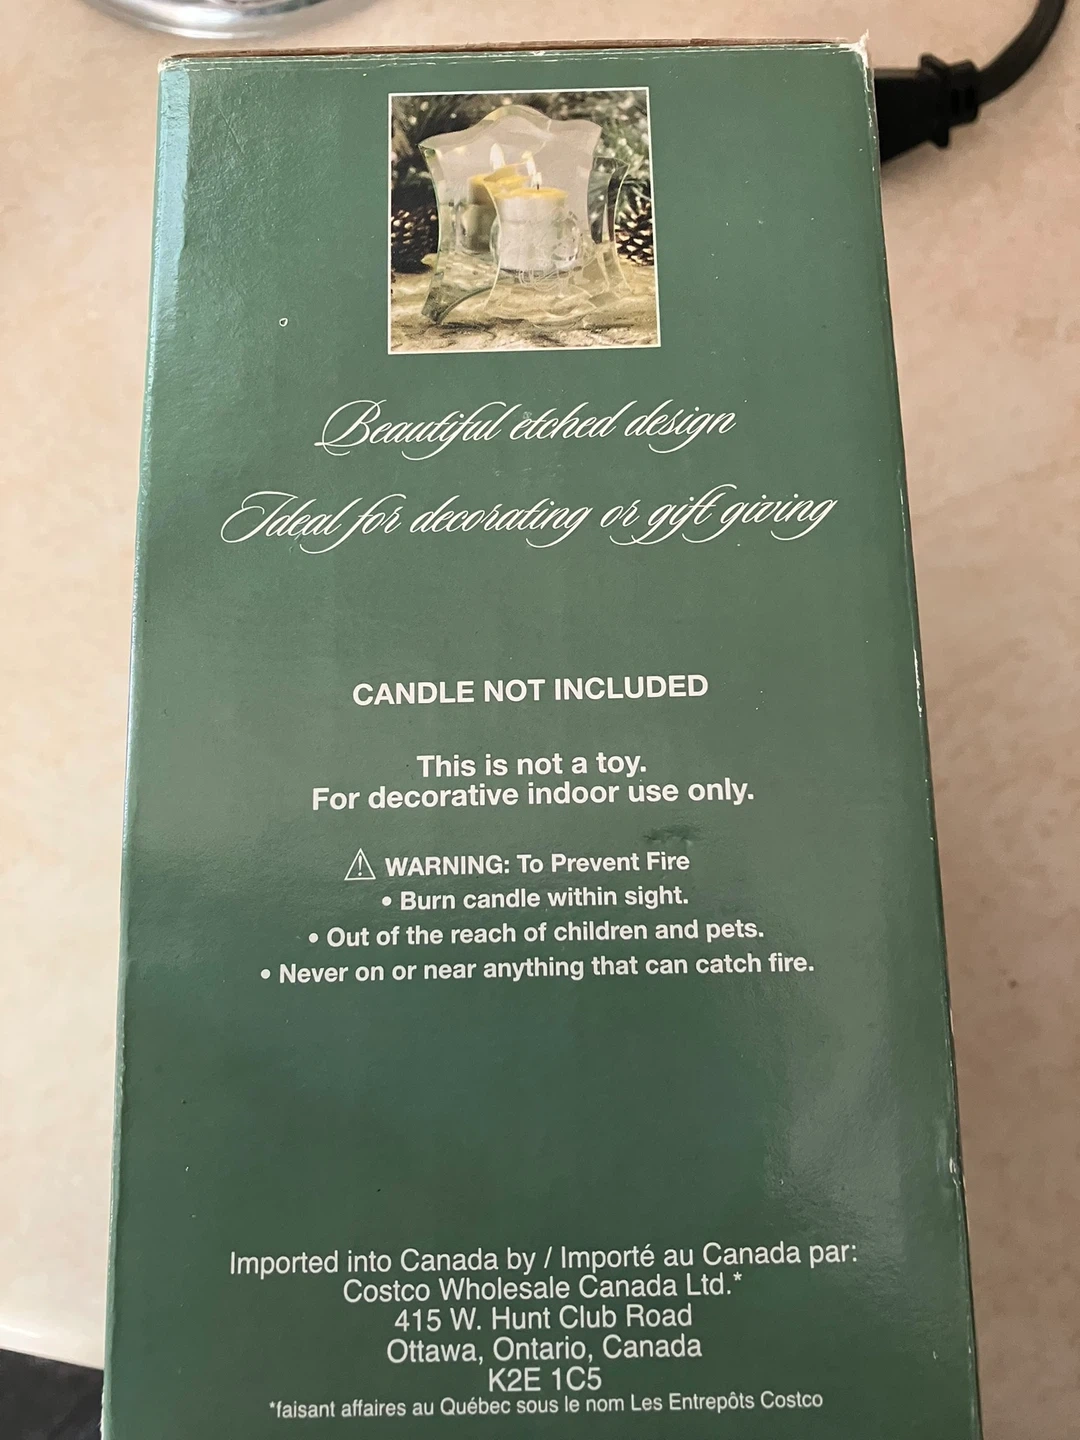 Beautiful etched design
Ideal for decorating or gift giving
CANDLE NOT INCLUDED
This is not a toy.
For decorative indoor use only.
⚠ WARNING: To Prevent Fire
• Burn candle within sight.
• Out of the reach of children and pets.
• Never on or near anything that can catch fire.
Imported into Canada by / Importé au Canada par:
Costco Wholesale Canada Ltd.*
415 W. Hunt Club Road
Ottawa, Ontario, Canada
K2E 1C5
*faisant affaires au Québec sous le nom Les Entrepôts Costco